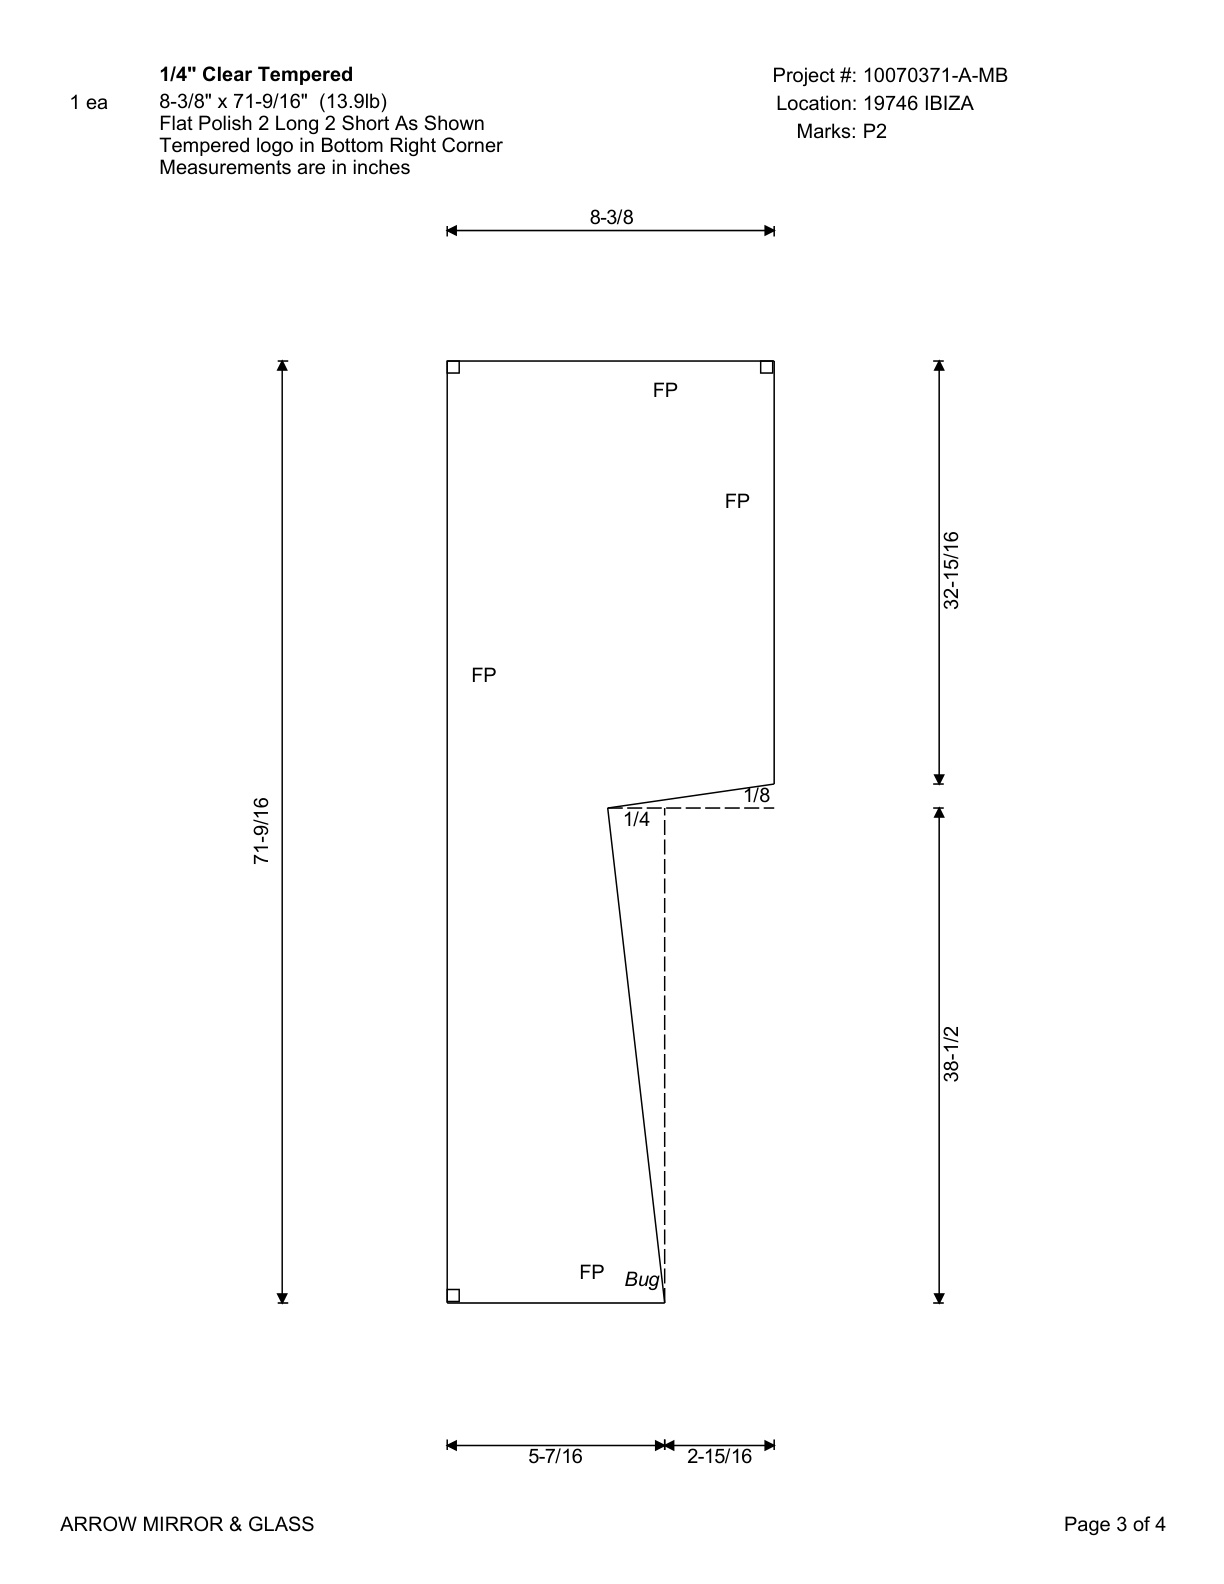 1/4" Clear Tempered
1 ea
8-3/8" x 71-9/16" (13.9lb)
Flat Polish 2 Long 2 Short As Shown
Tempered logo in Bottom Right Corner
Measurements are in inches
Project #: 10070371-A-MB
Location: 19746 IBIZA
Marks: P2
8-3/8
FP
FP
32-15/16
FP
1/8
1/4
71-9/16
38-1/2
FP
Bug
5-7/16
2-15/16
ARROW MIRROR & GLASS
Page 3 of 4